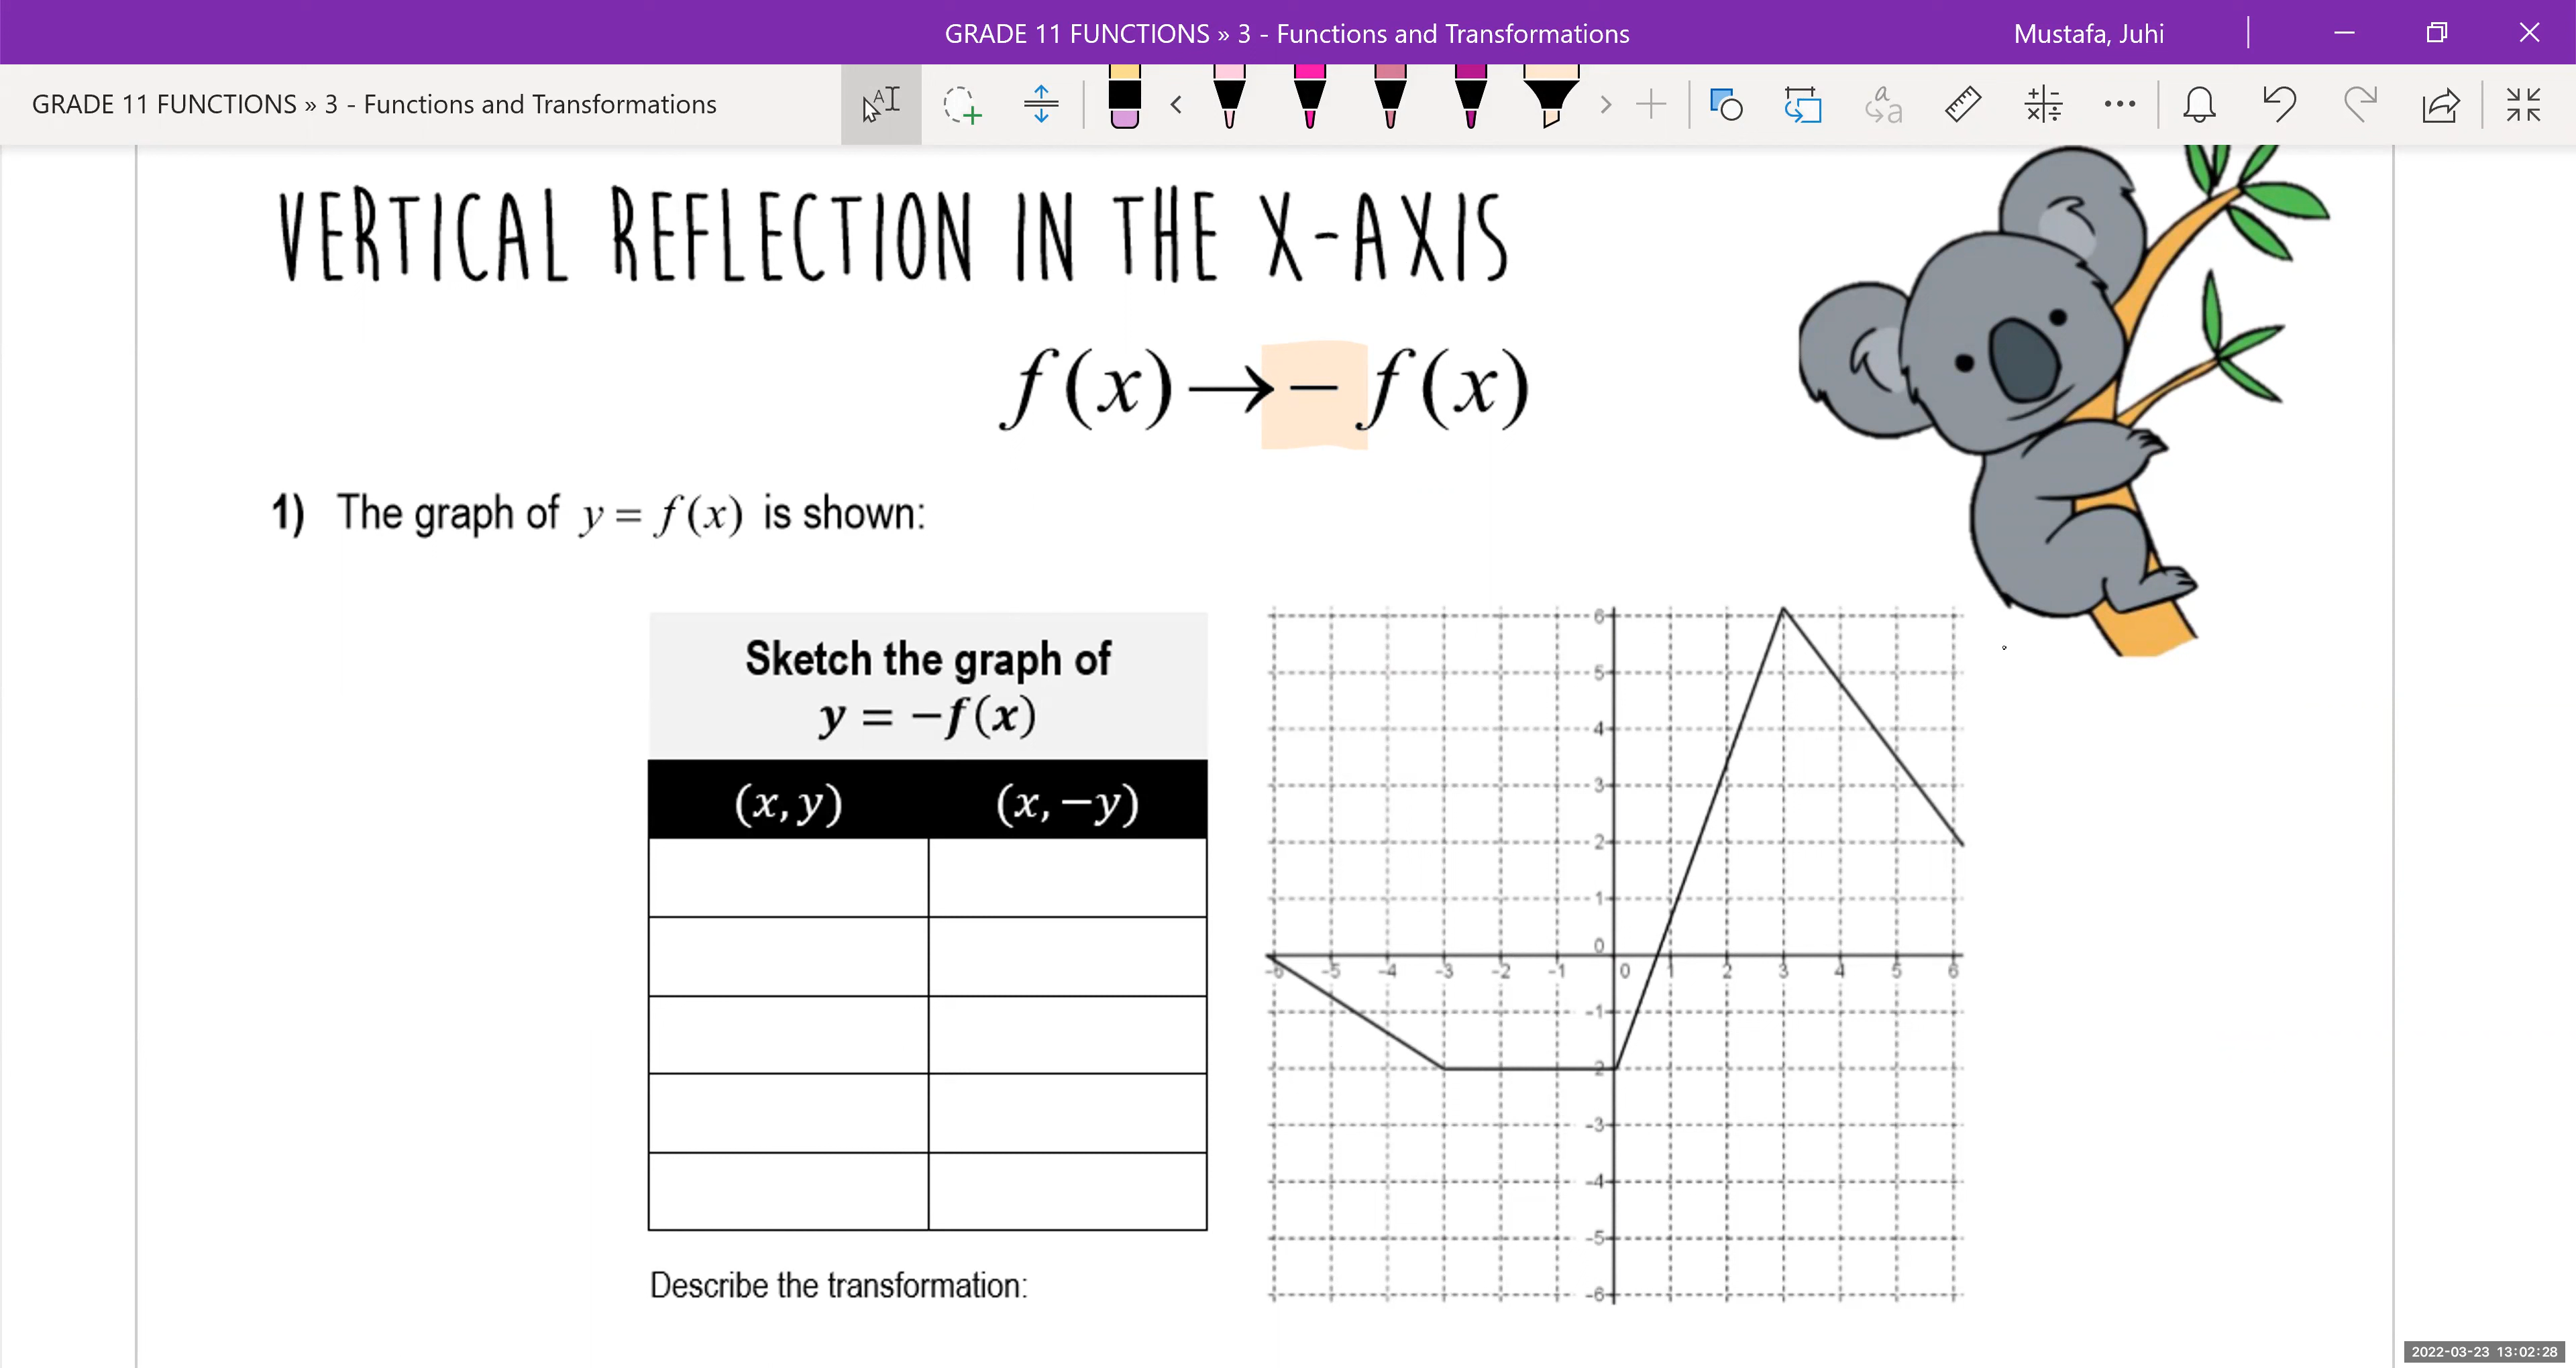 GRADE 11 FUNCTIONS » 3 - Functions and Transformations
Mustafa, Juhi
GRADE 11 FUNCTIONS » 3 - Functions and Transformations
VERTICAL REFLECTION IN THE X-AXIS
f(x)→−f(x)
1) The graph of y = f(x) is shown:
Sketch the graph of
y = −f(x)
(x, y) (x, −y)
Describe the transformation:
6
5
4
3
2
1
0
-6 -5 -4 -3 -2 -1 0 1 2 3 4 5 6
-1
-2
-3
-4
-5
-6
2022-03-23 13:02:28